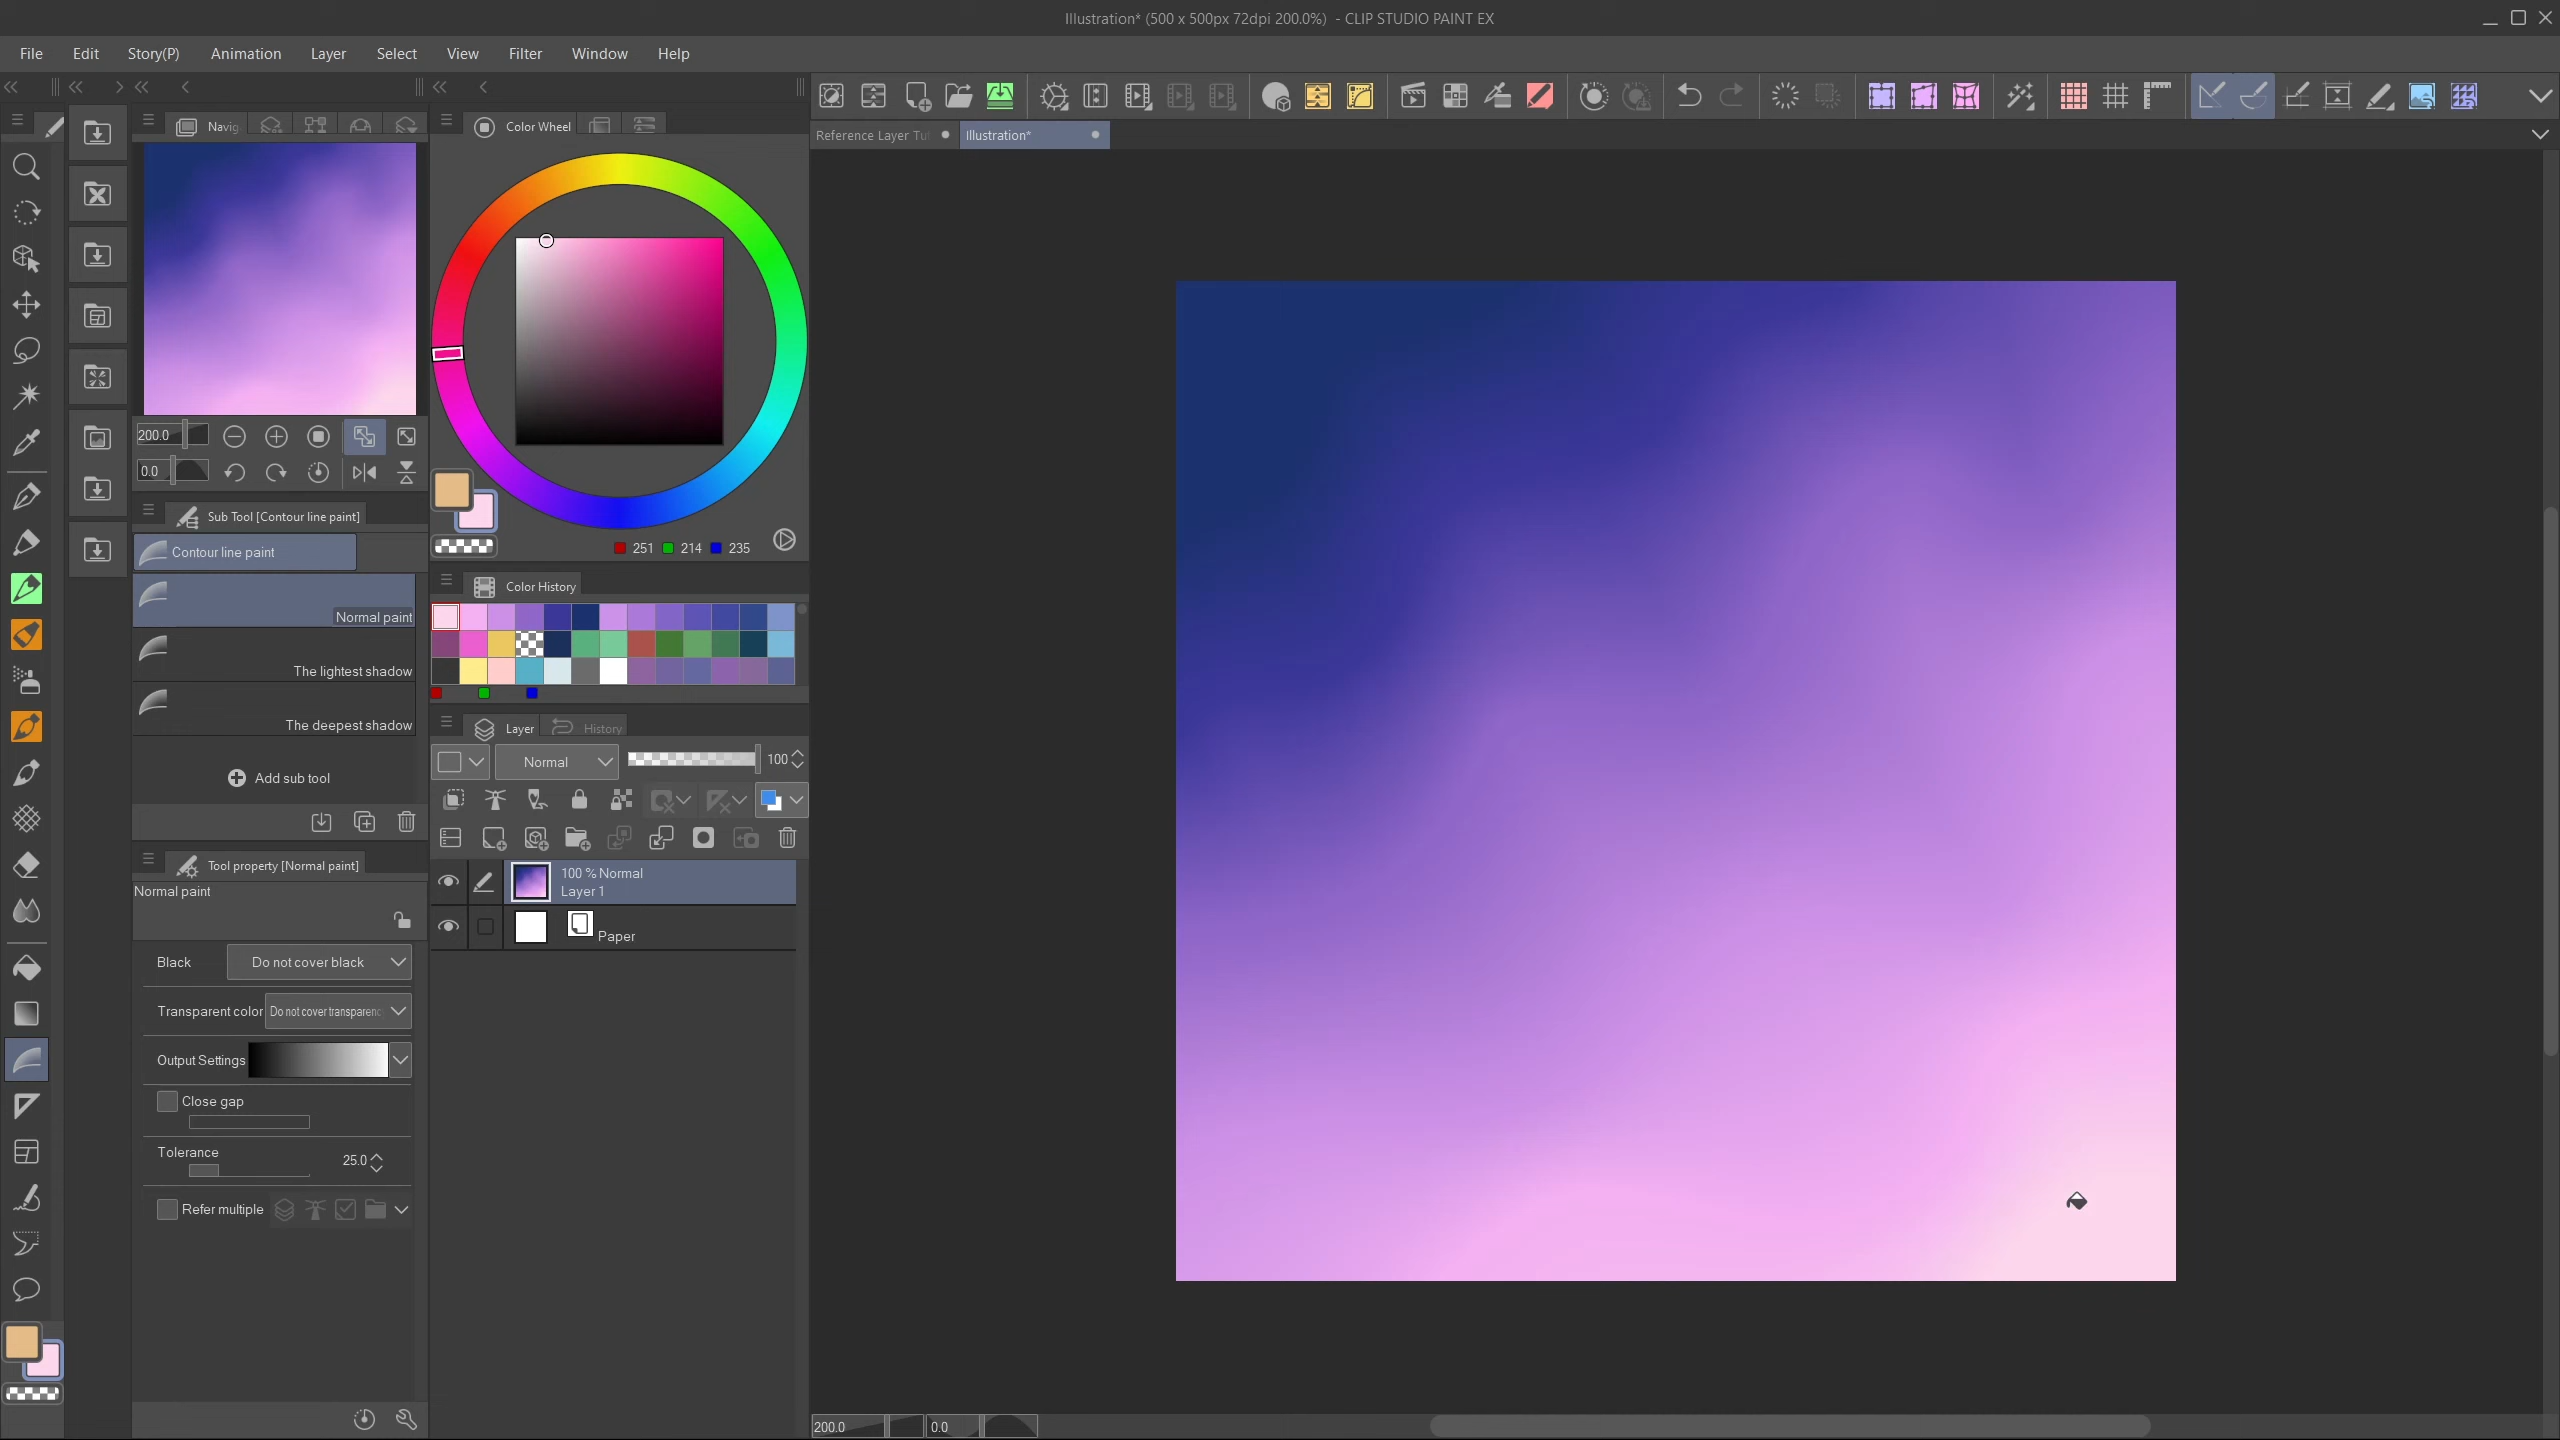 Illustration* (500 x 500px 72dpi 200.0%)  - CLIP STUDIO PAINT EX
File Edit Story(P) Animation Layer Select View Filter Window Help
Navig
Color Wheel
Reference Layer Tu
Illustration*
200.0
0.0
251 214 235
Sub Tool [Contour line paint]
Contour line paint
Normal paint
The lightest shadow
The deepest shadow
Add sub tool
Color History
Layer History
Normal 100
100 % Normal
Layer 1
Paper
Tool property [Normal paint]
Normal paint
Black Do not cover black
Transparent color Do not cover transparenc
Output Settings
Close gap
Tolerance 25.0
Refer multiple
200.0 0.0